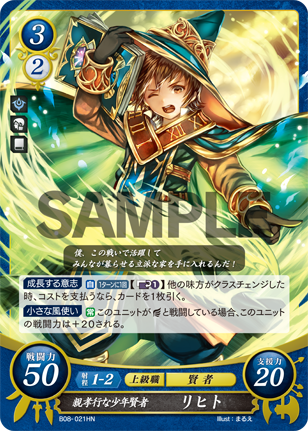 3
2
SAMPLE
僕、この戦いで活躍して
みんなが暮らせる立派な家を手に入れるんだ!
成長する意志 自 1ターンに1回 1 他の味方がクラスチェンジした
時、コストを支払うなら、カードを1枚引く。
小さな風使い 常 このユニットが と戦闘している場合、このユニット
の戦闘力は+20される。
戦闘力 50
射程 1-2 上級職 賢者
支援力 20
親孝行な少年賢者 リヒト
B08-021HN Illust:まるえ